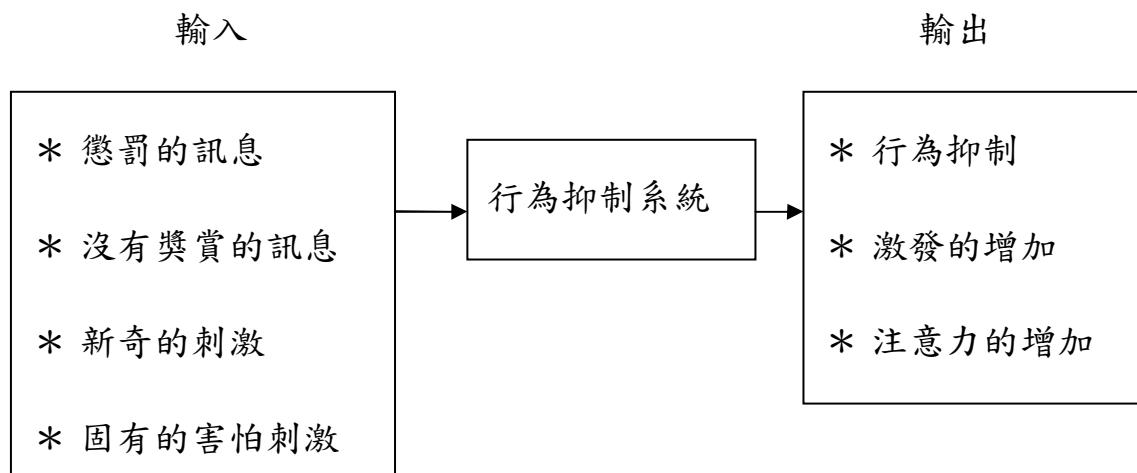 輸入
輸出
＊ 懲罰的訊息
＊ 沒有獎賞的訊息
＊ 新奇的刺激
＊ 固有的害怕刺激
行為抑制系統
＊ 行為抑制
＊ 激發的增加
＊ 注意力的增加